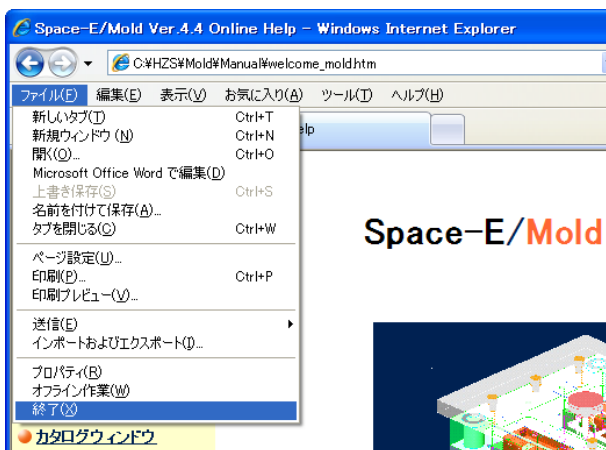 Space-E/Mold Ver.4.4 Online Help - Windows Internet Explorer
C:¥HZS¥Mold¥Manual¥welcome_mold.htm
ファイル(F) 編集(E) 表示(V) お気に入り(A) ツール(T) ヘルプ(H)
新しいタブ(T) Ctrl+T
elp
新規ウィンドウ (N) Ctrl+N
開く(O)... Ctrl+O
Microsoft Office Word で編集(D)
上書き保存(S) Ctrl+S
名前を付けて保存(A)...
タブを閉じる(C) Ctrl+W
ページ設定(U)...
印刷(P)... Ctrl+P
印刷プレビュー(V)...
送信(E)
インポートおよびエクスポート(I)...
プロパティ(R)
オフライン作業(W)
終了(X)
Space-E/Mold
カタログウィンドウ